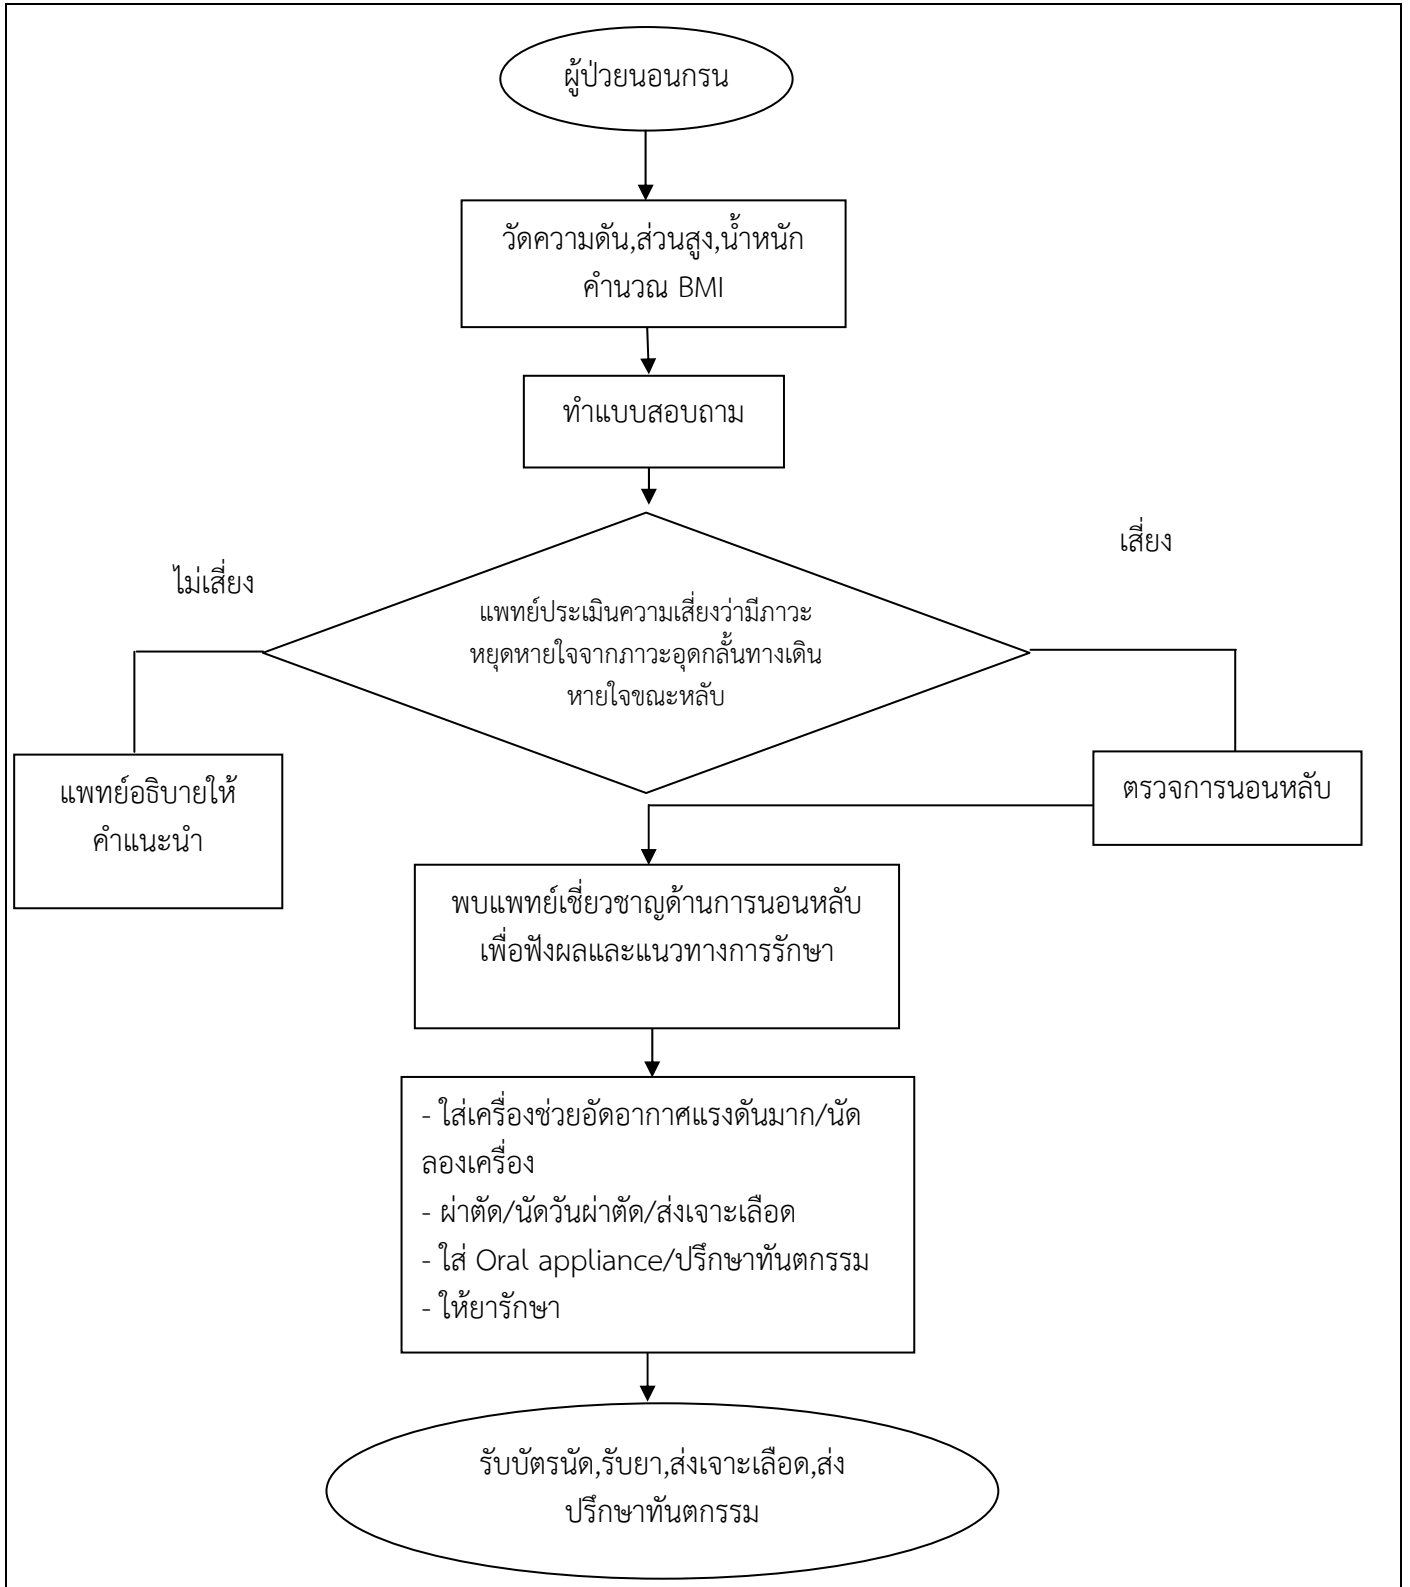 ผู้ป่วยนอนกรน
วัดความดัน,ส่วนสูง,น้ำหนัก
คำนวณ BMI
ทำแบบสอบถาม
เสี่ยง
ไม่เสี่ยง
แพทย์ประเมินความเสี่ยงว่ามีภาวะ
หยุดหายใจจากภาวะอุดกลั้นทางเดิน
หายใจขณะหลับ
แพทย์อธิบายให้
คำแนะนำ
ตรวจการนอนหลับ
พบแพทย์เชี่ยวชาญด้านการนอนหลับ
เพื่อฟังผลและแนวทางการรักษา
- ใส่เครื่องช่วยอัดอากาศแรงดันมาก/นัด
ลองเครื่อง
- ผ่าตัด/นัดวันผ่าตัด/ส่งเจาะเลือด
- ใส่ Oral appliance/ปรึกษาทันตกรรม
- ให้ยารักษา
รับบัตรนัด,รับยา,ส่งเจาะเลือด,ส่ง
ปรึกษาทันตกรรม